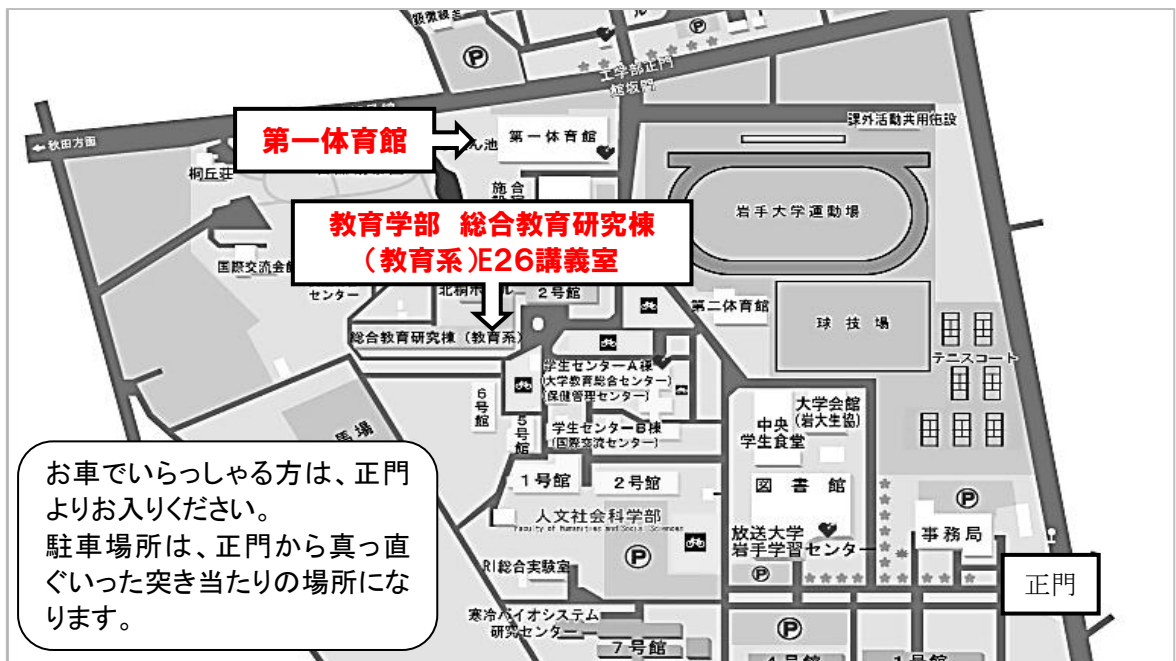 工学部正門
館坂門
←秋田方面
第一体育館
第一体育館
課外活動共用施設
桐丘荘
岩手大学運動場
教育学部 総合教育研究棟
(教育系)E26講義室
国際交流会館
センター
2号館
第二体育館
球技場
総合教育研究棟(教育系)
テニスコート
学生センターA棟
(大学教育総合センター)
(保健管理センター)
6号館
5号館
学生センターB棟
(国際交流センター)
大学会館
(岩大生協)
中央
学生食堂
馬場
1号館
2号館
図書館
人文社会科学部
Faculty of Humanities and Social Sciences
放送大学
岩手学習センター
事務局
RI総合実験室
正門
寒冷バイオシステム
研究センター
7号館
4号館
1号館
お車でいらっしゃる方は、正門
よりお入りください。
駐車場所は、正門から真っ直
ぐいった突き当たりの場所にな
ります。